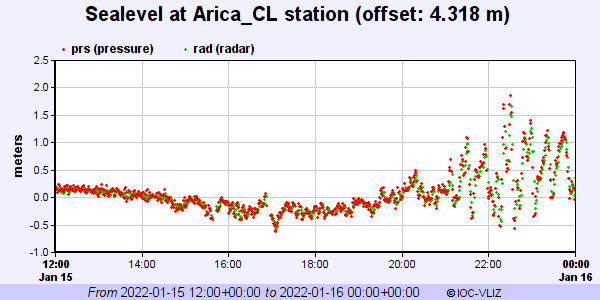 Sealevel at Arica_CL station (offset: 4.318 m)
prs (pressure) rad (radar)
2.5
2.0
1.5
1.0
0.5
0.0
-0.5
-1.0
meters
12:00 14:00 16:00 18:00 20:00 22:00 00:00
Jan 15 Jan 16
From 2022-01-15 12:00+00:00 to 2022-01-16 00:00+00:00 © IOC-VLIZ